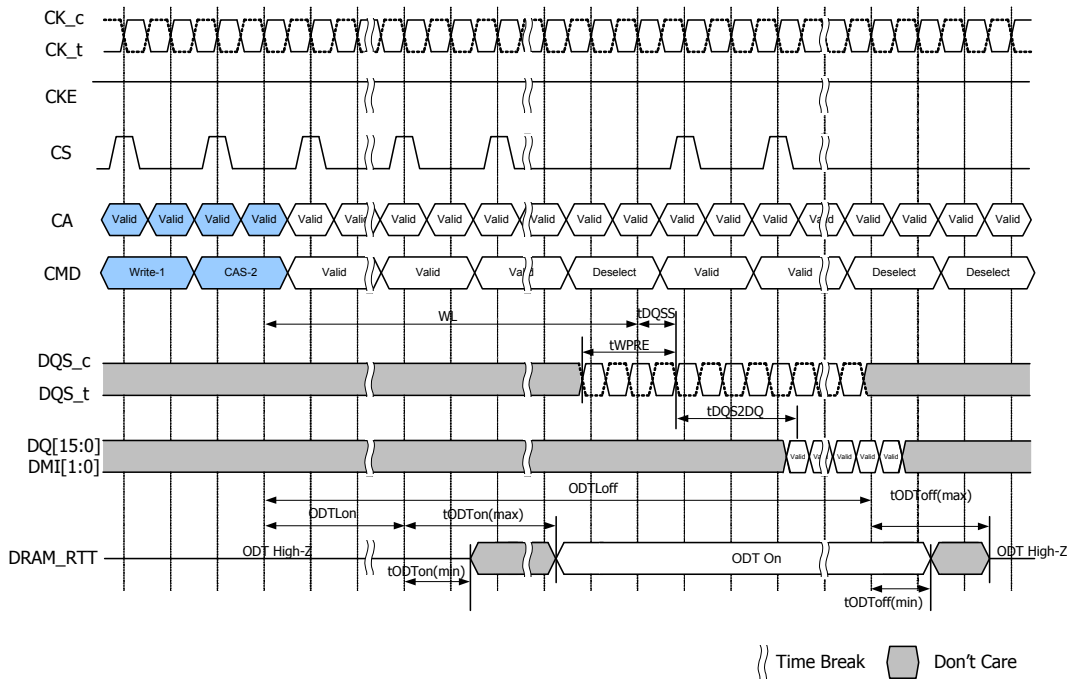 CK_c
CK_t
CKE
CS
CA Valid Valid Valid Valid Valid Valid Valid Valid Valid Valid Valid Valid Valid Valid Valid Valid Valid Valid Valid Valid
CMD Write-1 CAS-2 Valid Valid Valid Deselect Valid Valid Deselect Deselect
WL tDQSS
tWPRE
DQS_c
DQS_t
tDQS2DQ
DQ[15:0]
DMI[1:0]
Valid Valid Valid Valid Valid
ODTLoff
tODToff(max)
ODTLon tODTon(max)
DRAM_RTT ODT High-Z ODT On ODT High-Z
tODTon(min)
tODToff(min)
Time Break Don't Care